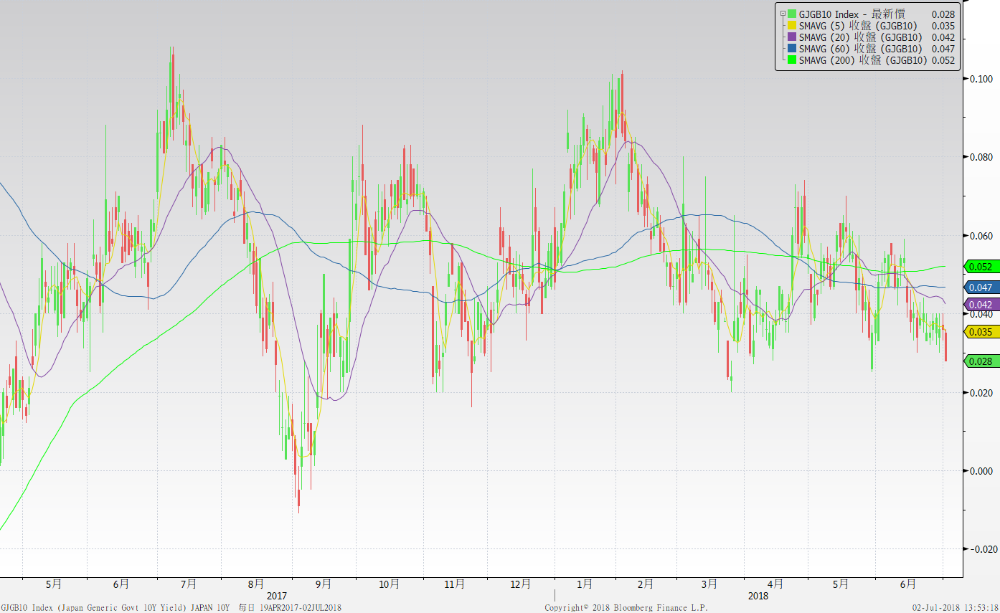 GJGB10 Index - 最新價 0.028
SMAVG (5) 收盤 (GJGB10) 0.035
SMAVG (20) 收盤 (GJGB10) 0.042
SMAVG (60) 收盤 (GJGB10) 0.047
SMAVG (200) 收盤 (GJGB10) 0.052
0.100
0.080
0.060
0.052
0.047
0.042
0.040
0.035
0.028
0.020
0.000
-0.020
5月 6月 7月 8月 9月 10月 11月 12月 1月 2月 3月 4月 5月 6月
2017 2018
GJGB10 Index (Japan Generic Govt 10Y Yield) JAPAN 10Y 每日 19APR2017-02JUL2018 Copyright© 2018 Bloomberg Finance L.P. 02-Jul-2018 13:53:18